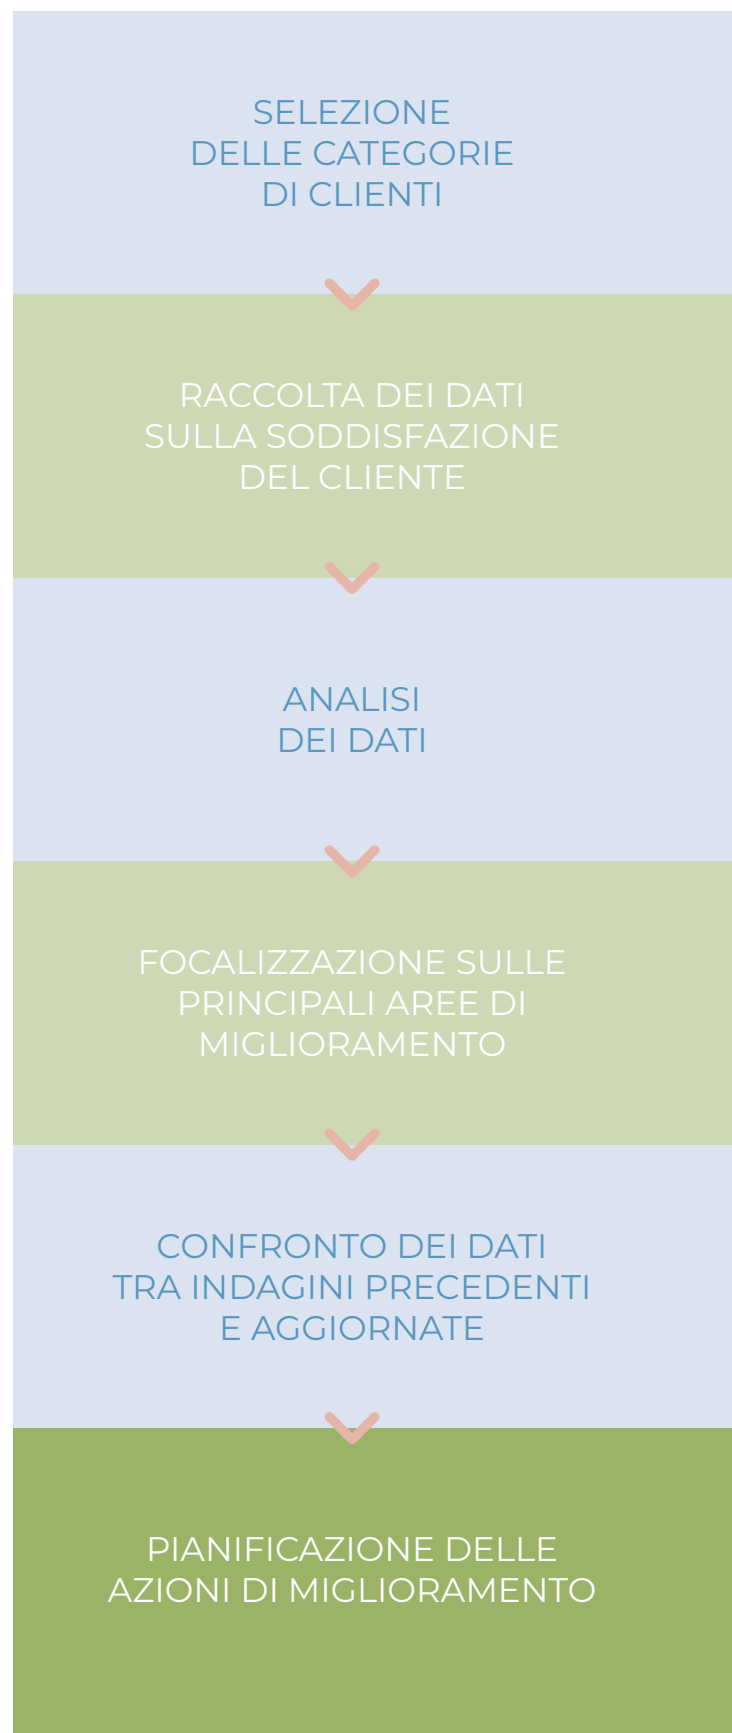 SELEZIONE
DELLE CATEGORIE
DI CLIENTI
RACCOLTA DEI DATI
SULLA SODDISFAZIONE
DEL CLIENTE
ANALISI
DEI DATI
FOCALIZZAZIONE SULLE
PRINCIPALI AREE DI
MIGLIORAMENTO
CONFRONTO DEI DATI
TRA INDAGINI PRECEDENTI
E AGGIORNATE
PIANIFICAZIONE DELLE
AZIONI DI MIGLIORAMENTO